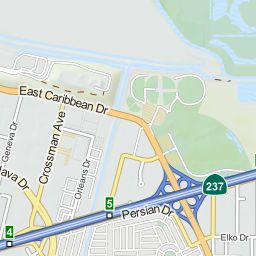 East Caribbean Dr
Geneva Dr
Crossman Ave
Orleans Dr
Java Dr
237
5
Persian Dr
4
Elko Dr